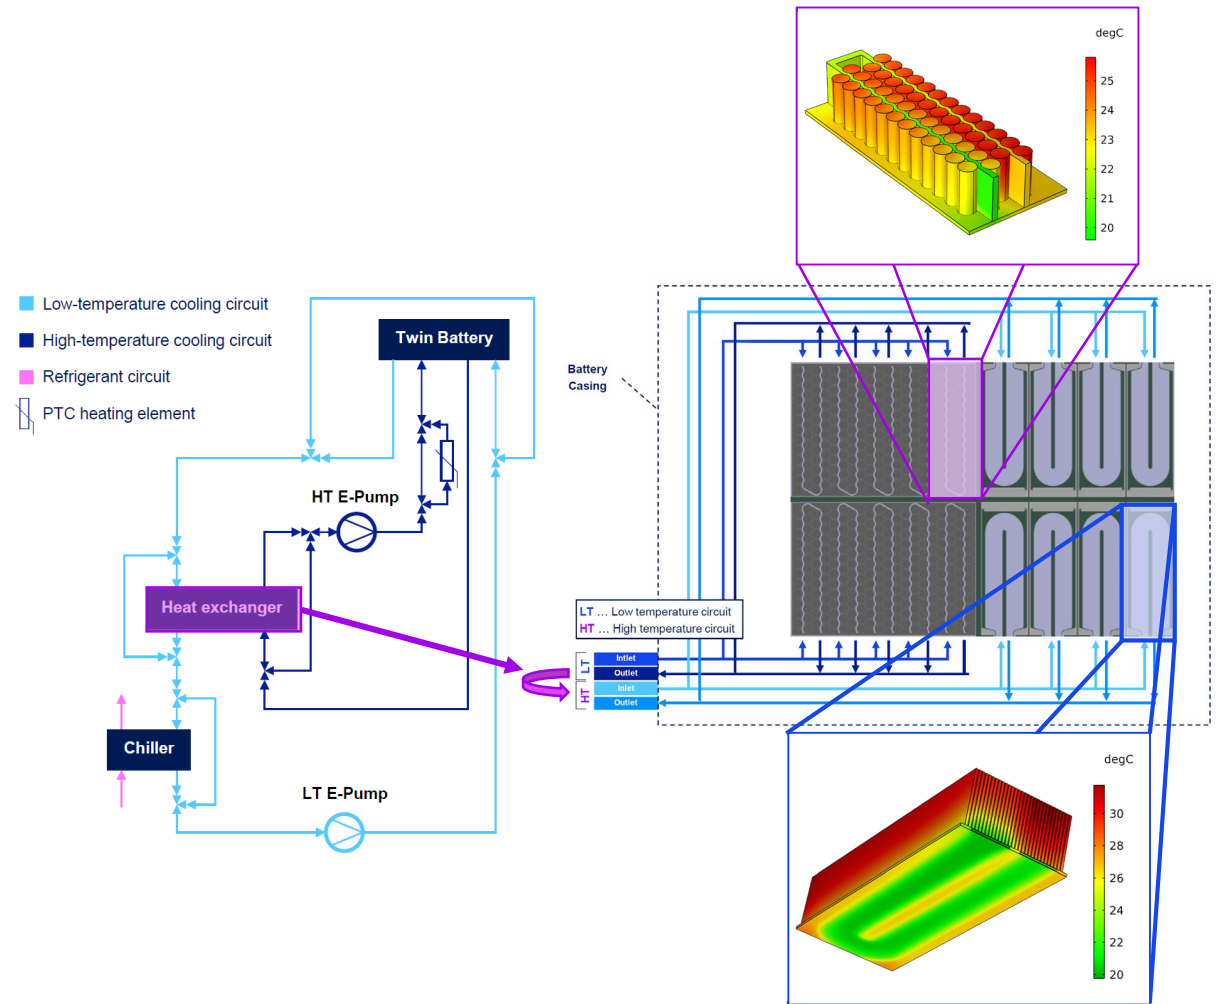 degC
25
24
23
22
21
20
Low-temperature cooling circuit
High-temperature cooling circuit
Refrigerant circuit
PTC heating element
Twin Battery
HT E-Pump
Heat exchanger
Chiller
LT E-Pump
Battery
Casing
LT ... Low temperature circuit
HT ... High temperature circuit
LT
Intlet
Outlet
HT
Inlet
Outlet
degC
30
28
26
24
22
20